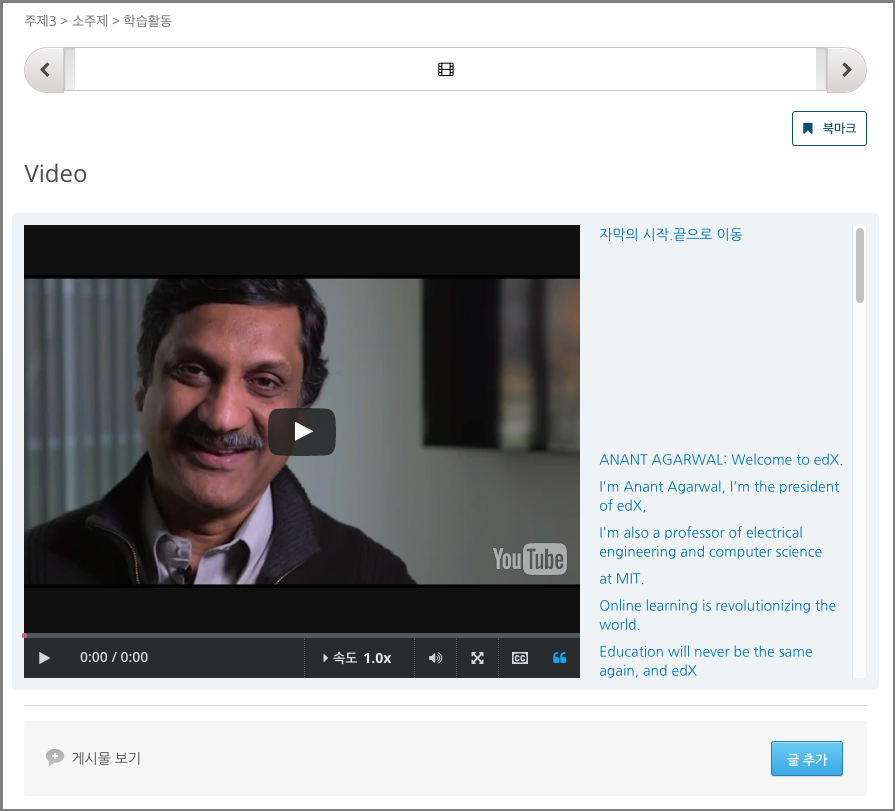 주제3 > 소주제 > 학습활동
북마크
Video
자막의 시작.끝으로 이동
ANANT AGARWAL: Welcome to edX.
I'm Anant Agarwal, I'm the president
of edX,
I'm also a professor of electrical
engineering and computer science
at MIT.
Online learning is revolutionizing the
world.
Education will never be the same
again, and edX
YouTube
0:00 / 0:00
속도 1.0x
CC
게시물 보기
글 추가